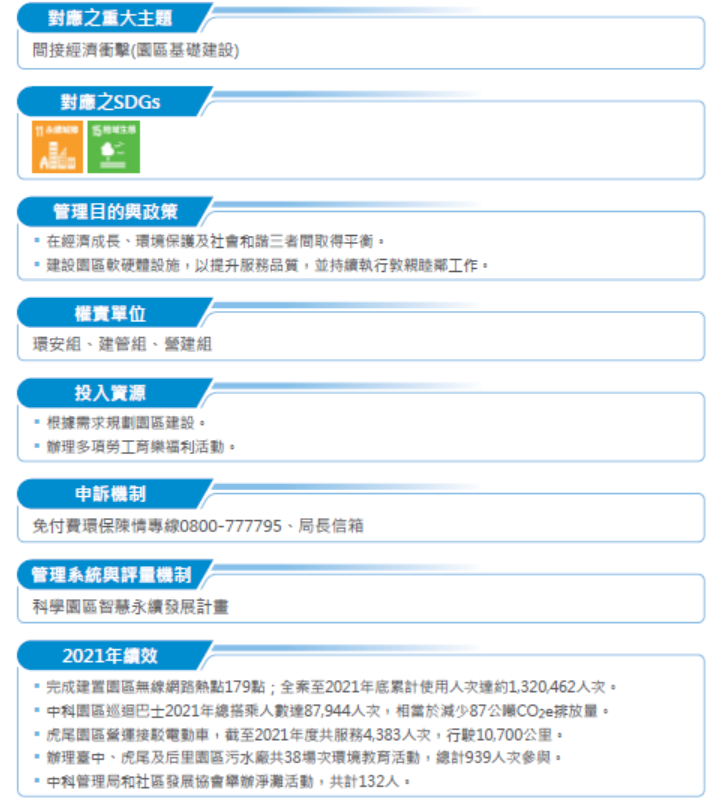 對應之重大主題
間接經濟衝擊(園區基礎建設)
對應之SDGs
11 永續城鄉
15 陸域生態
管理目的與政策
在經濟成長、環境保護及社會和諧三者間取得平衡。
建設園區軟硬體設施，以提升服務品質，並持續執行敦親睦鄰工作。
權責單位
環安組、建管組、營建組
投入資源
根據需求規劃園區建設。
辦理多項勞工育樂福利活動。
申訴機制
免付費環保陳情專線0800-777795、局長信箱
管理系統與評量機制
科學園區智慧永續發展計畫
2021年績效
完成建置園區無線網路熱點179點；全案至2021年底累計使用人次達約1,320,462人次。
中科園區巡迴巴士2021年總搭乘人數達87,944人次，相當於減少87公噸CO₂e排放量。
虎尾園區營運接駁電動車，截至2021年度共服務4,383人次，行駛10,700公里。
辦理臺中、虎尾及后里園區污水廠共38場次環境教育活動，總計939人次參與。
中科管理局和社區發展協會舉辦淨灘活動，共計132人。